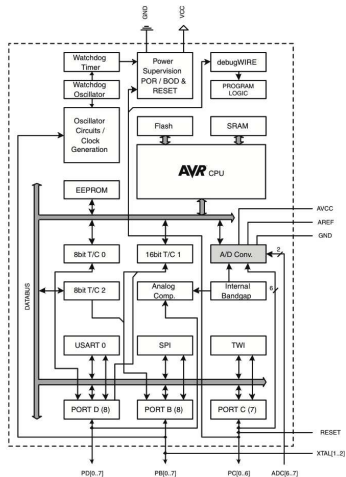 GND
VCC
Watchdog
Timer
Watchdog
Oscillator
Oscillator
Circuits /
Clock
Generation
Power
Supervision
POR / BOD &
RESET
debugWIRE
PROGRAM
LOGIC
Flash
SRAM
AVR CPU
EEPROM
AVCC
AREF
GND
8bit T/C 0
16bit T/C 1
A/D Conv.
2
DATABUS
8bit T/C 2
Analog
Comp.
Internal
Bandgap
6
USART 0
SPI
TWI
PORT D (8)
PORT B (8)
PORT C (7)
RESET
XTAL[1..2]
PD[0..7]
PB[0..7]
PC[0..6]
ADC[6..7]